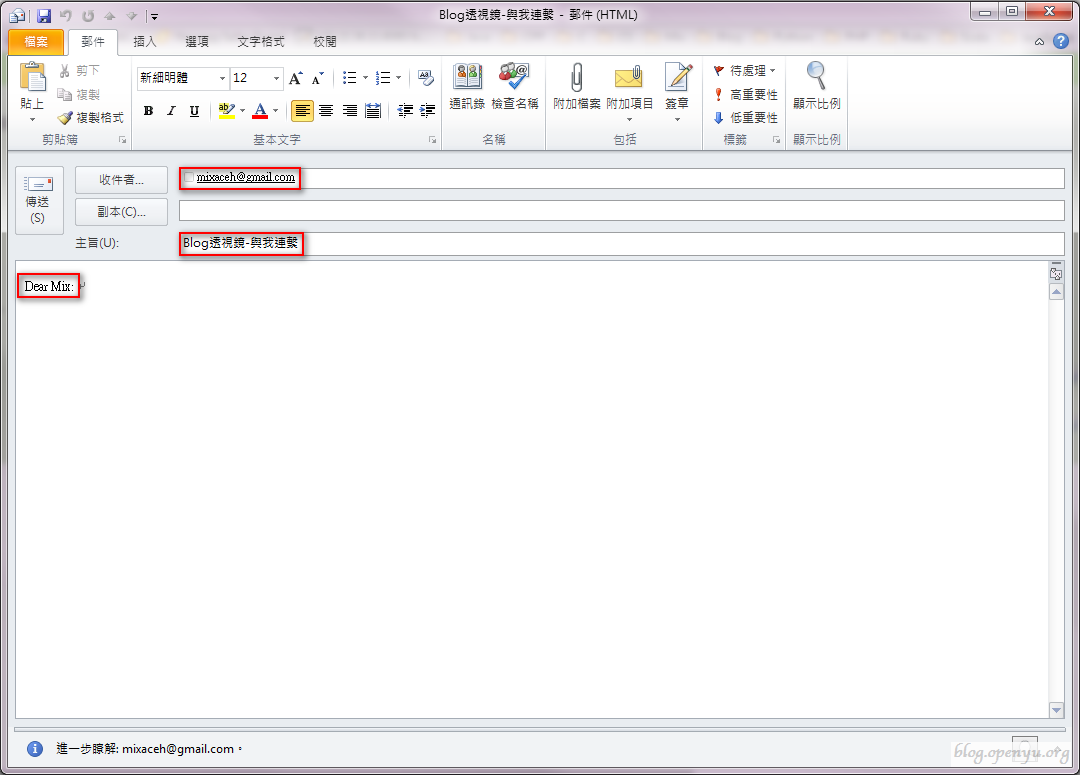 Blog透視鏡-與我連繫 - 郵件 (HTML)
檔案 郵件 插入 選項 文字格式 校閱
貼上
剪下
複製
複製格式
剪貼簿
新細明體 12
B I U ab A
基本文字
通訊錄 檢查名稱
名稱
附加檔案 附加項目 簽章
包括
待處理
高重要性
低重要性
標籤
顯示比例
顯示比例
傳送
(S)
收件者... mixaceh@gmail.com
副本(C)...
主旨(U): Blog透視鏡-與我連繫
Dear Mix:
進一步瞭解: mixaceh@gmail.com。
blog.openyu.org